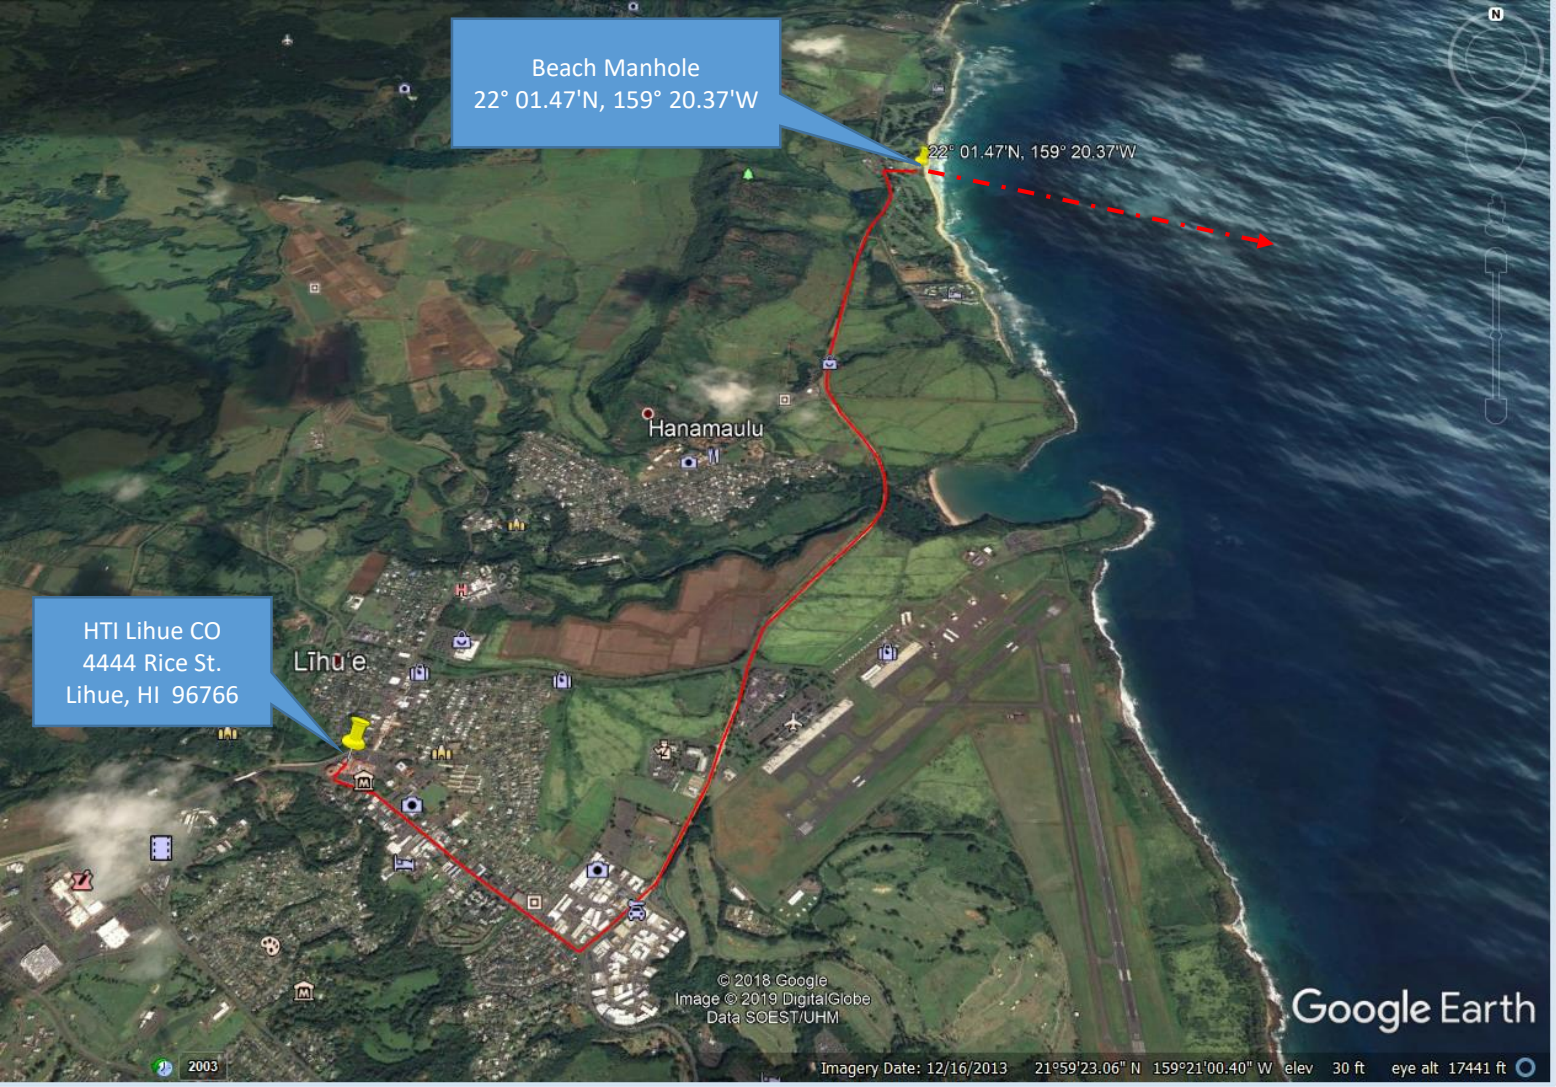 N
Beach Manhole
22° 01.47'N, 159° 20.37'W
22° 01.47'N, 159° 20.37'W
Hanamaulu
HTI Lihue CO
4444 Rice St.
Lihue, HI  96766
Līhuʻe
© 2018 Google
Image © 2019 DigitalGlobe
Data SOEST/UHM
Google Earth
2003
Imagery Date: 12/16/2013 21°59'23.06" N 159°21'00.40" W elev 30 ft eye alt 17441 ft